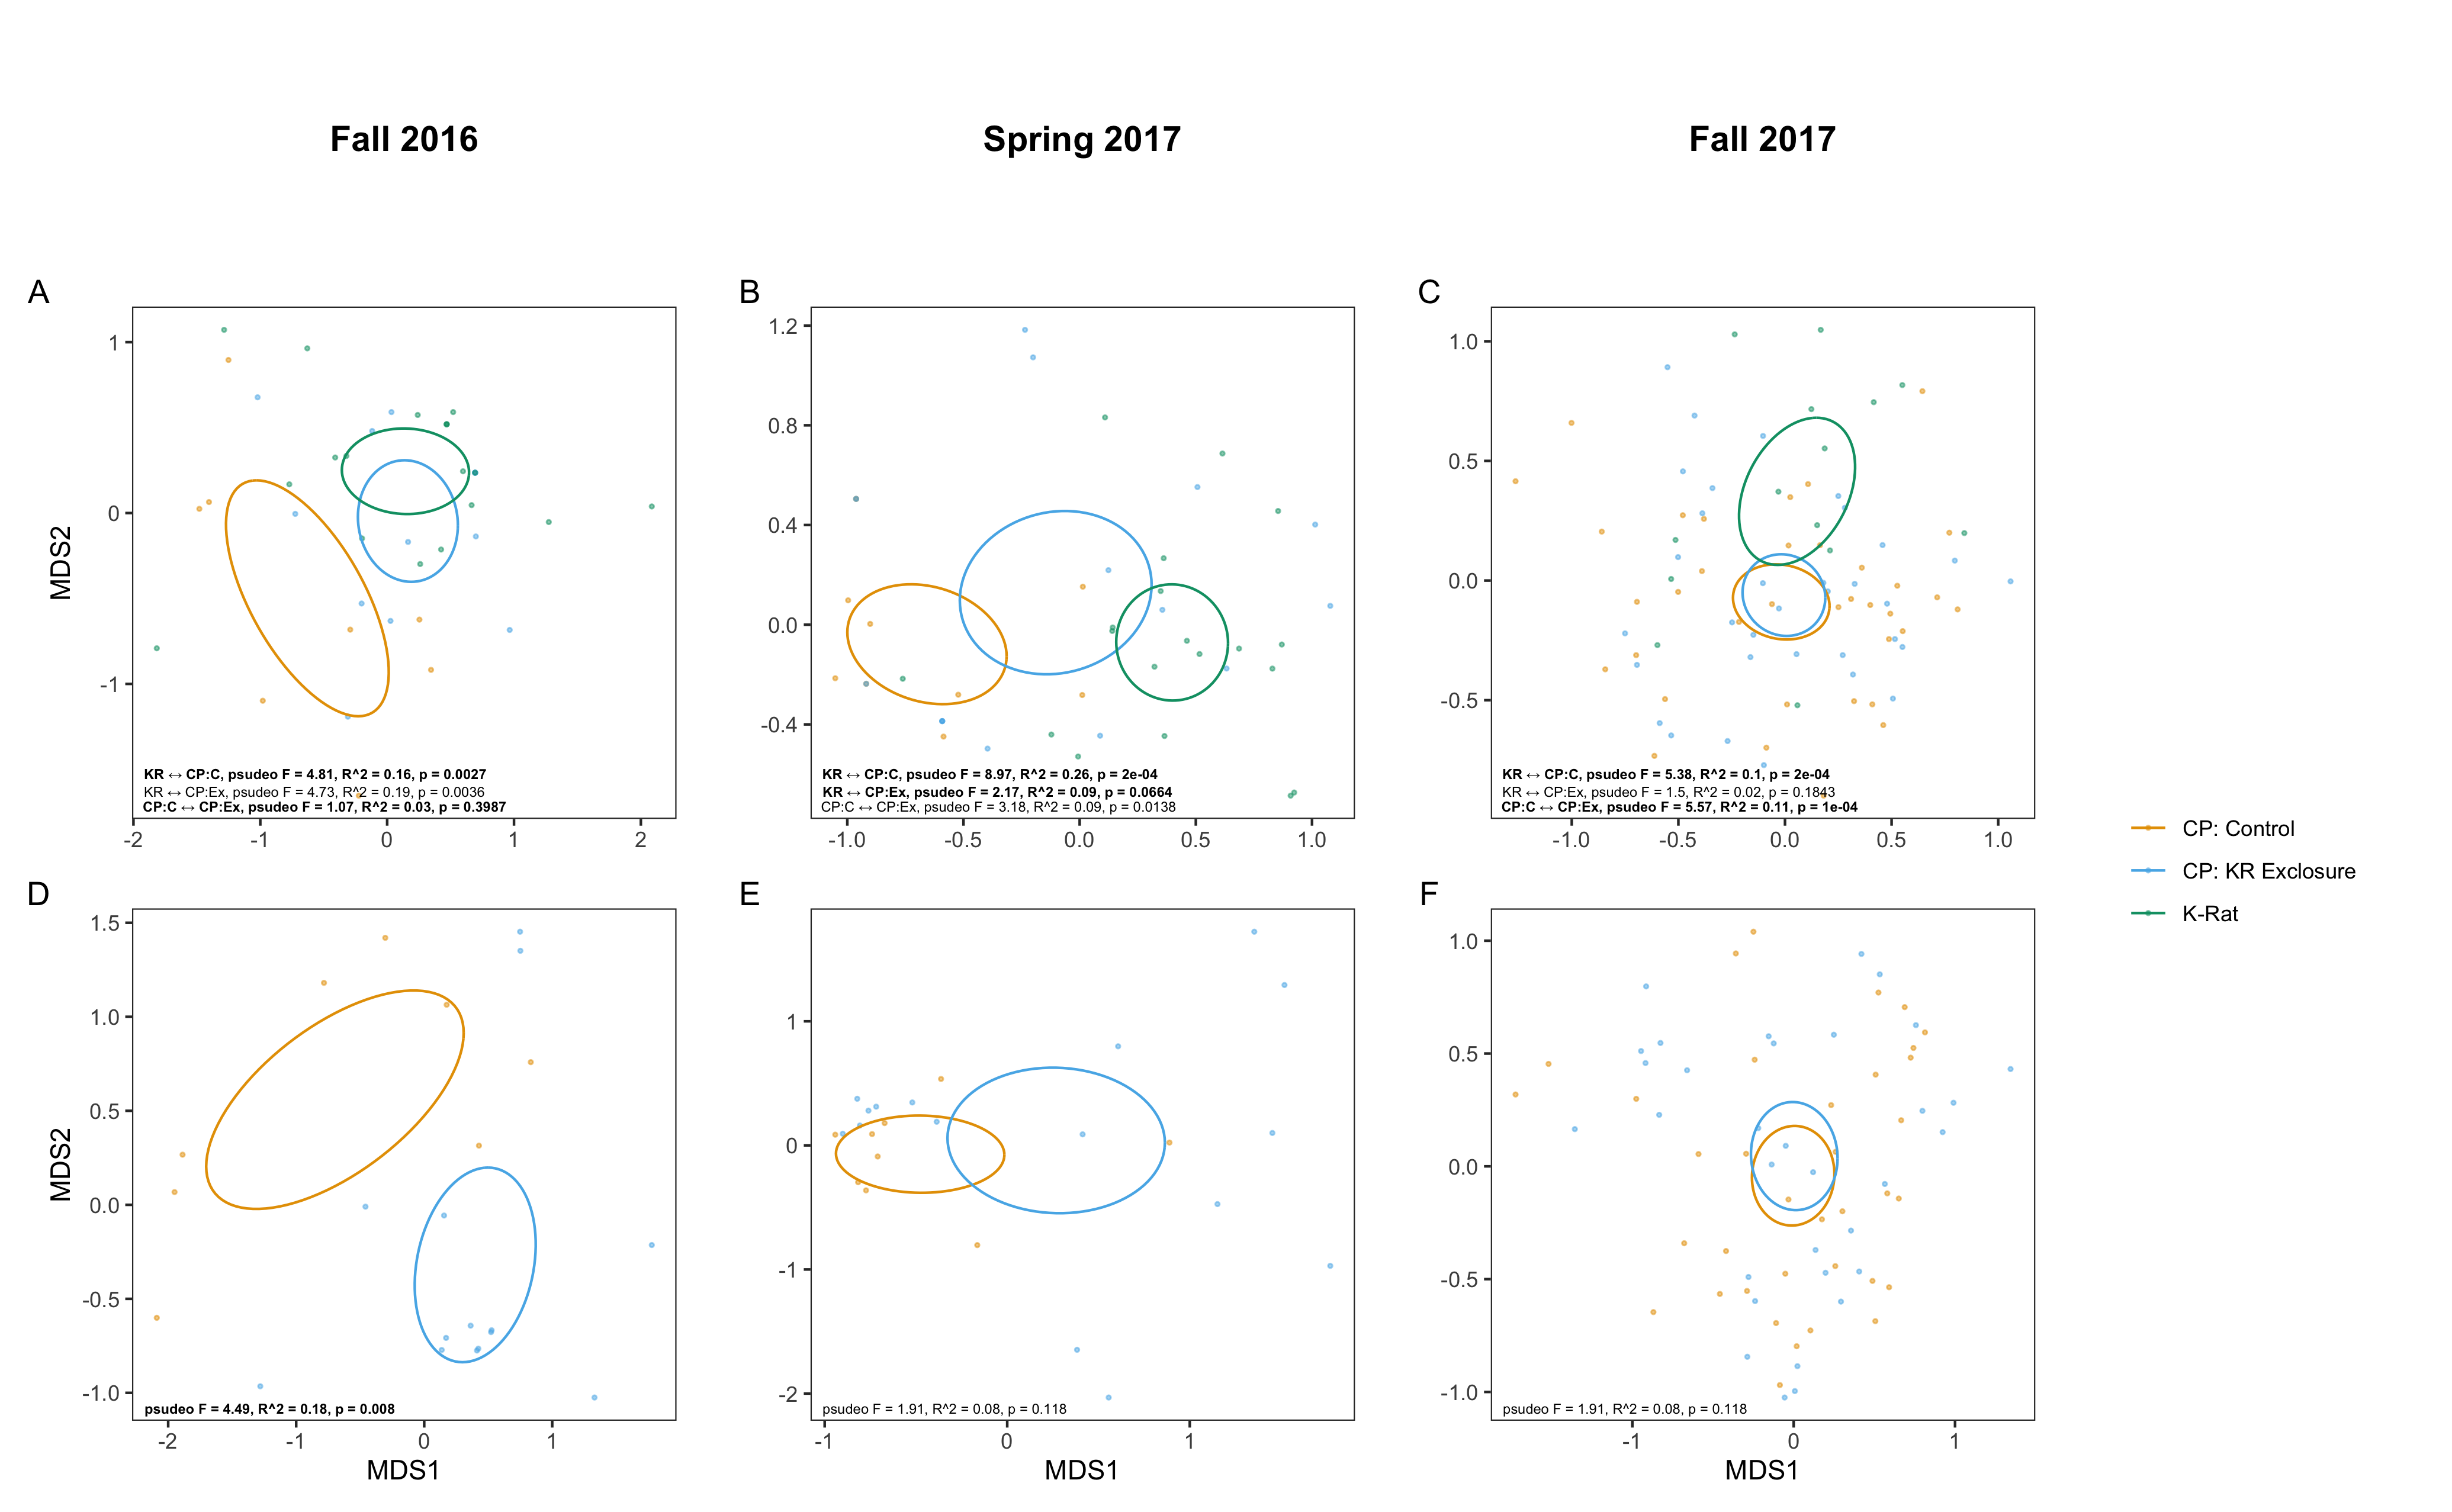 Fall 2016
Spring 2017
Fall 2017
A
B
C
MDS2
1
0
-1
KR ↔ CP:C, psudeo F = 4.81, R^2 = 0.16, p = 0.0027
KR ↔ CP:Ex, psudeo F = 4.73, R^2 = 0.19, p = 0.0036
CP:C ↔ CP:Ex, psudeo F = 1.07, R^2 = 0.03, p = 0.3987
-2
-1
0
1
2
1.2
0.8
0.4
0.0
-0.4
KR ↔ CP:C, psudeo F = 8.97, R^2 = 0.26, p = 2e-04
KR ↔ CP:Ex, psudeo F = 2.17, R^2 = 0.09, p = 0.0664
CP:C ↔ CP:Ex, psudeo F = 3.18, R^2 = 0.09, p = 0.0138
-1.0
-0.5
0.0
0.5
1.0
1.0
0.5
0.0
-0.5
KR ↔ CP:C, psudeo F = 5.38, R^2 = 0.1, p = 2e-04
KR ↔ CP:Ex, psudeo F = 1.5, R^2 = 0.02, p = 0.1843
CP:C ↔ CP:Ex, psudeo F = 5.57, R^2 = 0.11, p = 1e-04
-1.0
-0.5
0.0
0.5
1.0
CP: Control
CP: KR Exclosure
K-Rat
D
E
F
MDS2
1.5
1.0
0.5
0.0
-0.5
-1.0
psudeo F = 4.49, R^2 = 0.18, p = 0.008
-2
-1
0
1
MDS1
1
0
-1
-2
psudeo F = 1.91, R^2 = 0.08, p = 0.118
-1
0
1
MDS1
1.0
0.5
0.0
-0.5
-1.0
psudeo F = 1.91, R^2 = 0.08, p = 0.118
-1
0
1
MDS1